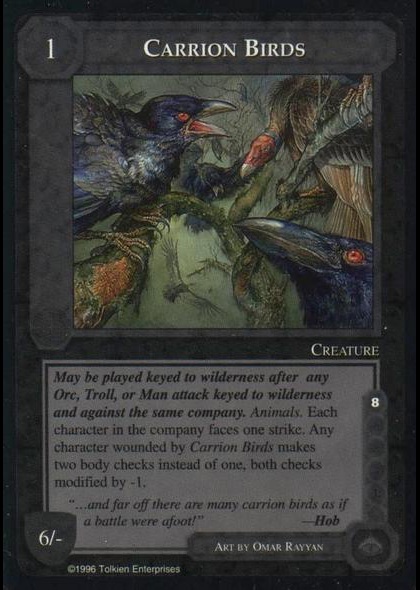 1
CARRION BIRDS
CREATURE
May be played keyed to wilderness after any
Orc, Troll, or Man attack keyed to wilderness
and against the same company. Animals. Each
character in the company faces one strike. Any
character wounded by Carrion Birds makes
two body checks instead of one, both checks
modified by -1.
8
"...and far off there are many carrion birds as if
a battle were afoot!" —Hob
6/-
ART BY OMAR RAYYAN
©1996 Tolkien Enterprises